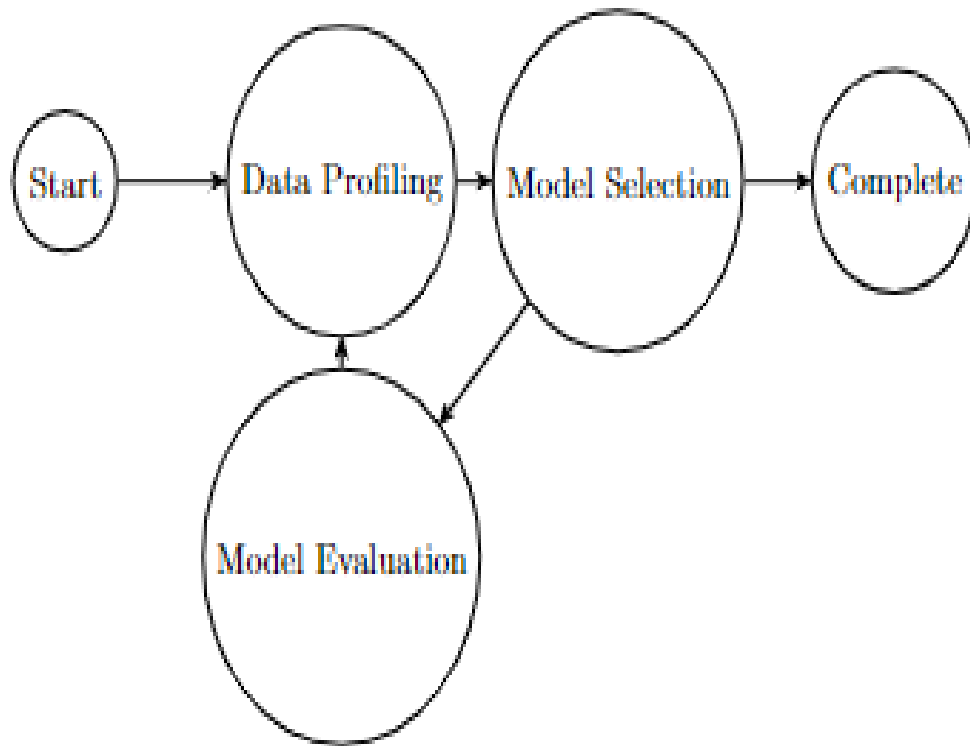 Start
Data Profiling
Model Selection
Complete
Model Evaluation